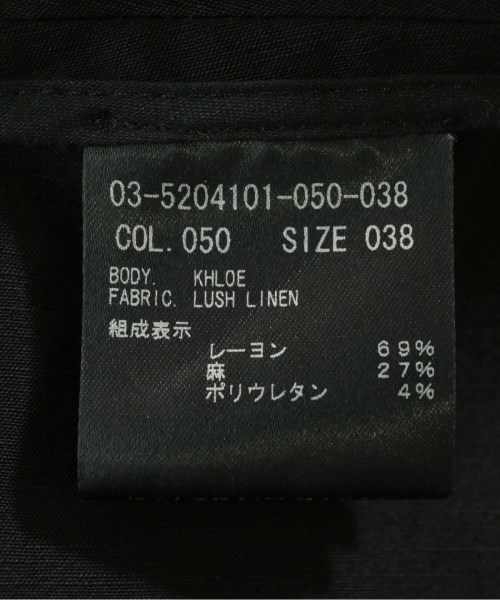 03-5204101-050-038
COL. 050 SIZE 038
BODY. KHLOE
FABRIC. LUSH LINEN
組成表示
レーヨン 69%
麻 27%
ポリウレタン 4%